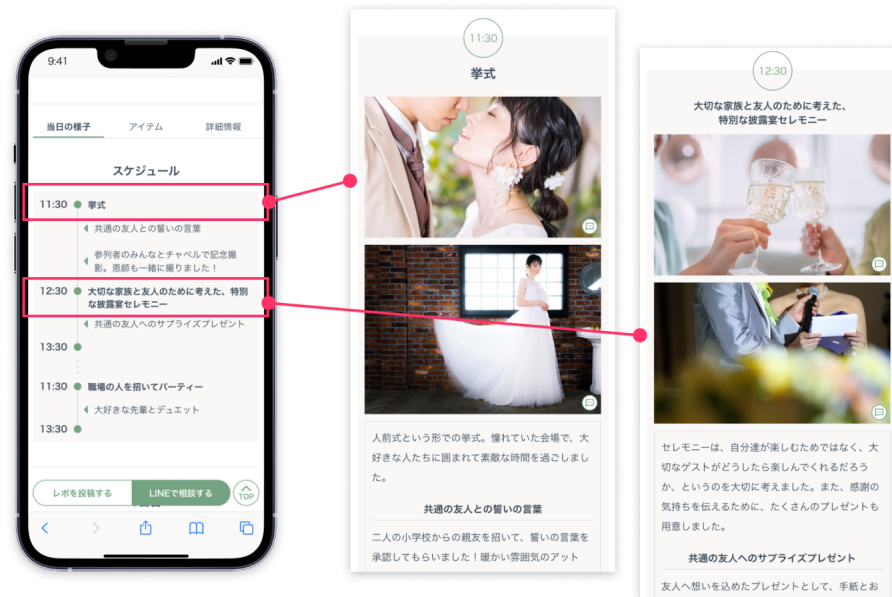 9:41
当日の様子
アイテム
詳細情報
スケジュール
11:30 挙式
共通の友人との誓いの言葉
参列者のみんなとチャペルで記念撮
影。恩師も一緒に撮りました！
12:30 大切な家族と友人のために考えた、特別
な披露宴セレモニー
共通の友人へのサプライズプレゼント
13:30
11:30 職場の人を招いてパーティー
大好きな先輩とデュエット
13:30
レポを投稿する
LINEで相談する
TOP
11:30
挙式
人前式という形での挙式。憧れていた会場で、大
好きな人たちに囲まれて素敵な時間を過ごしまし
た。
共通の友人との誓いの言葉
二人の小学校からの親友を招いて、誓いの言葉を
承認してもらいました！暖かい雰囲気のアット
12:30
大切な家族と友人のために考えた、
特別な披露宴セレモニー
セレモニーは、自分達が楽しむためではなく、大
切なゲストがどうしたら楽しんでくれるだろう
か、というのを大切に考えました。また、感謝の
気持ちを伝えるために、たくさんのプレゼントも
用意しました。
共通の友人へのサプライズプレゼント
友人へ想いを込めたプレゼントとして、手紙とお